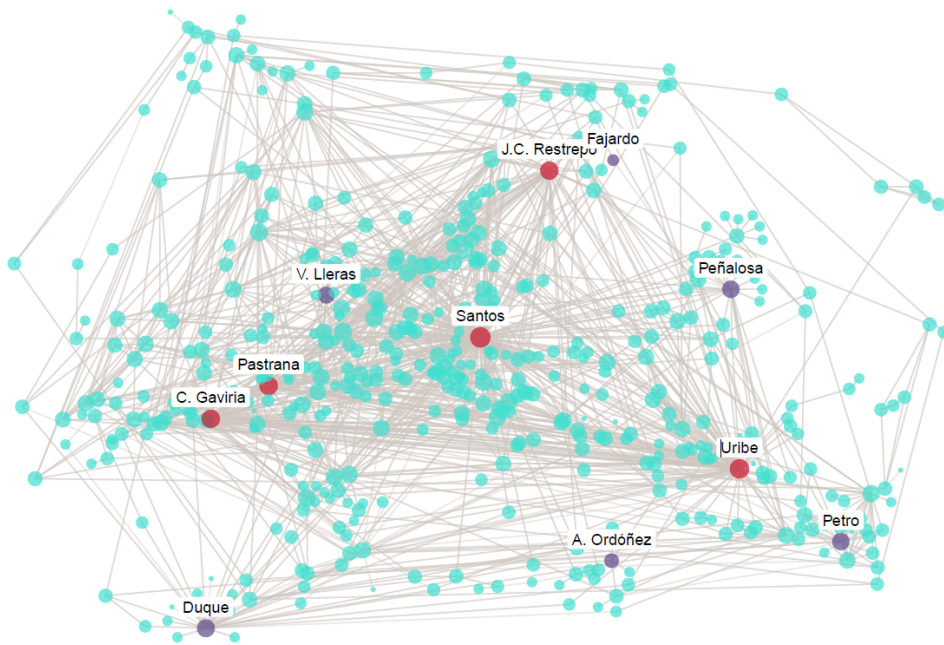 Fajardo
J.C. Restrepo
Peñalosa
V. Lleras
Santos
Pastrana
C. Gaviria
Uribe
Petro
A. Ordóñez
Duque